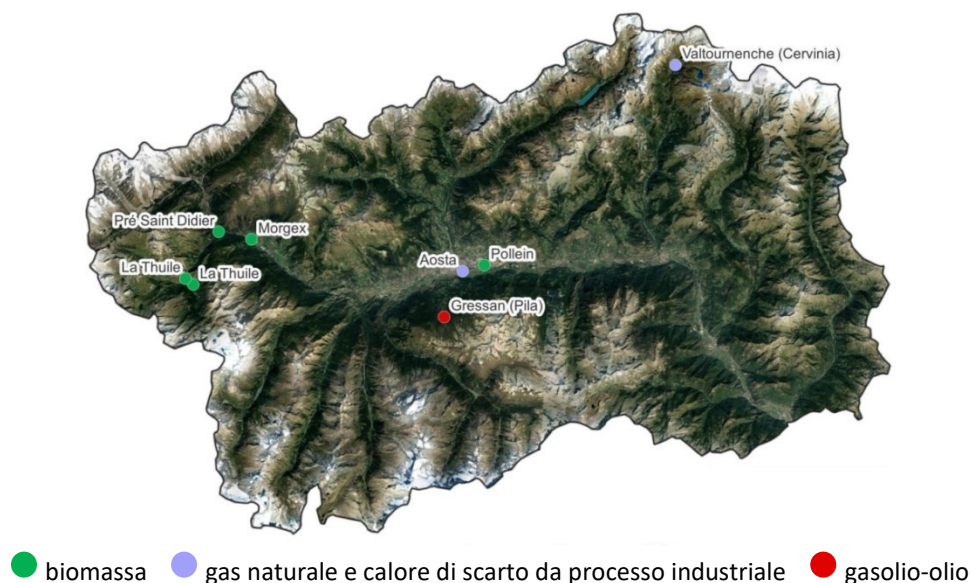 Valtournenche (Cervinia)
Pré Saint Didier
Morgex
Aosta
Pollein
La Thuile
La Thuile
Gressan (Pila)
biomassa gas naturale e calore di scarto da processo industriale gasolio-olio